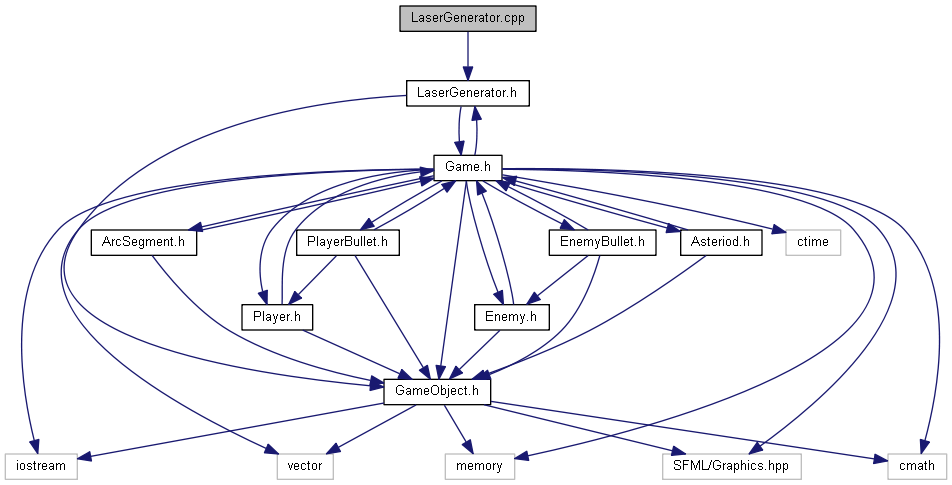 LaserGenerator.cpp
LaserGenerator.h
Game.h
ArcSegment.h
PlayerBullet.h
EnemyBullet.h
Asteriod.h
ctime
Player.h
Enemy.h
GameObject.h
iostream
vector
memory
SFML/Graphics.hpp
cmath